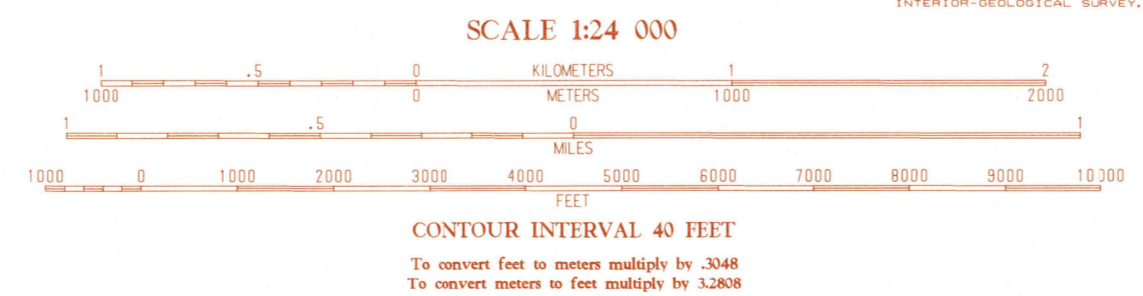 INTERIOR-GEOLOGICAL SURVEY,
SCALE 1:24 000
1 .5 0 KILOMETERS 1 2
1000 0 METERS 1000 2000
1 .5 0 1
MILES
1000 0 1000 2000 3000 4000 5000 6000 7000 8000 9000 10 000
FEET
CONTOUR INTERVAL 40 FEET
To convert feet to meters multiply by .3048
To convert meters to feet multiply by 3.2808